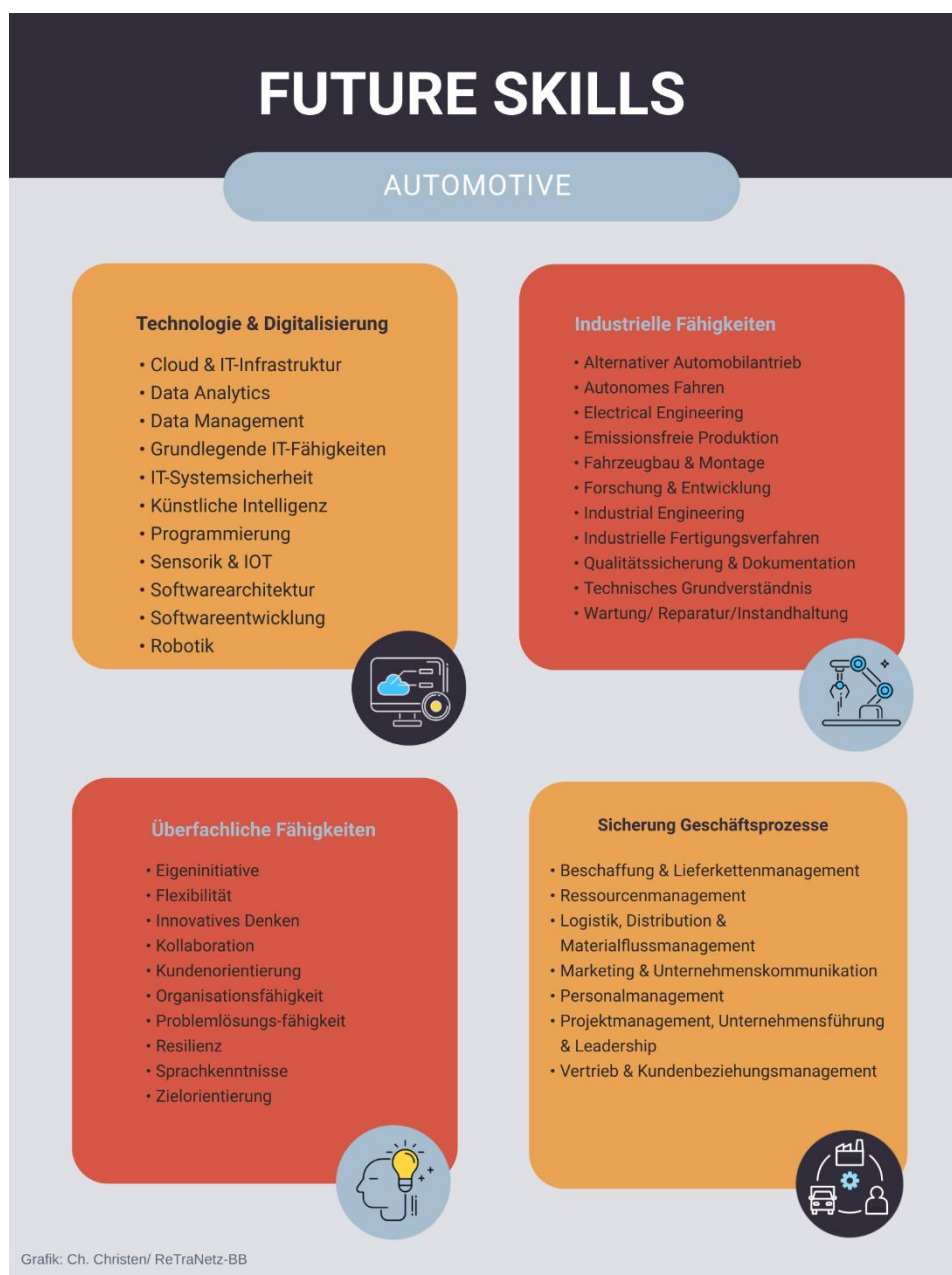 FUTURE SKILLS
AUTOMOTIVE
Technologie & Digitalisierung
• Cloud & IT-Infrastruktur
• Data Analytics
• Data Management
• Grundlegende IT-Fähigkeiten
• IT-Systemsicherheit
• Künstliche Intelligenz
• Programmierung
• Sensorik & IOT
• Softwarearchitektur
• Softwareentwicklung
• Robotik
Industrielle Fähigkeiten
• Alternativer Automobilantrieb
• Autonomes Fahren
• Electrical Engineering
• Emissionsfreie Produktion
• Fahrzeugbau & Montage
• Forschung & Entwicklung
• Industrial Engineering
• Industrielle Fertigungsverfahren
• Qualitätssicherung & Dokumentation
• Technisches Grundverständnis
• Wartung/ Reparatur/Instandhaltung
Überfachliche Fähigkeiten
• Eigeninitiative
• Flexibilität
• Innovatives Denken
• Kollaboration
• Kundenorientierung
• Organisationsfähigkeit
• Problemlösungs-fähigkeit
• Resilienz
• Sprachkenntnisse
• Zielorientierung
Sicherung Geschäftsprozesse
• Beschaffung & Lieferkettenmanagement
• Ressourcenmanagement
• Logistik, Distribution &
Materialflussmanagement
• Marketing & Unternehmenskommunikation
• Personalmanagement
• Projektmanagement, Unternehmensführung
& Leadership
• Vertrieb & Kundenbeziehungsmanagement
Grafik: Ch. Christen/ ReTraNetz-BB